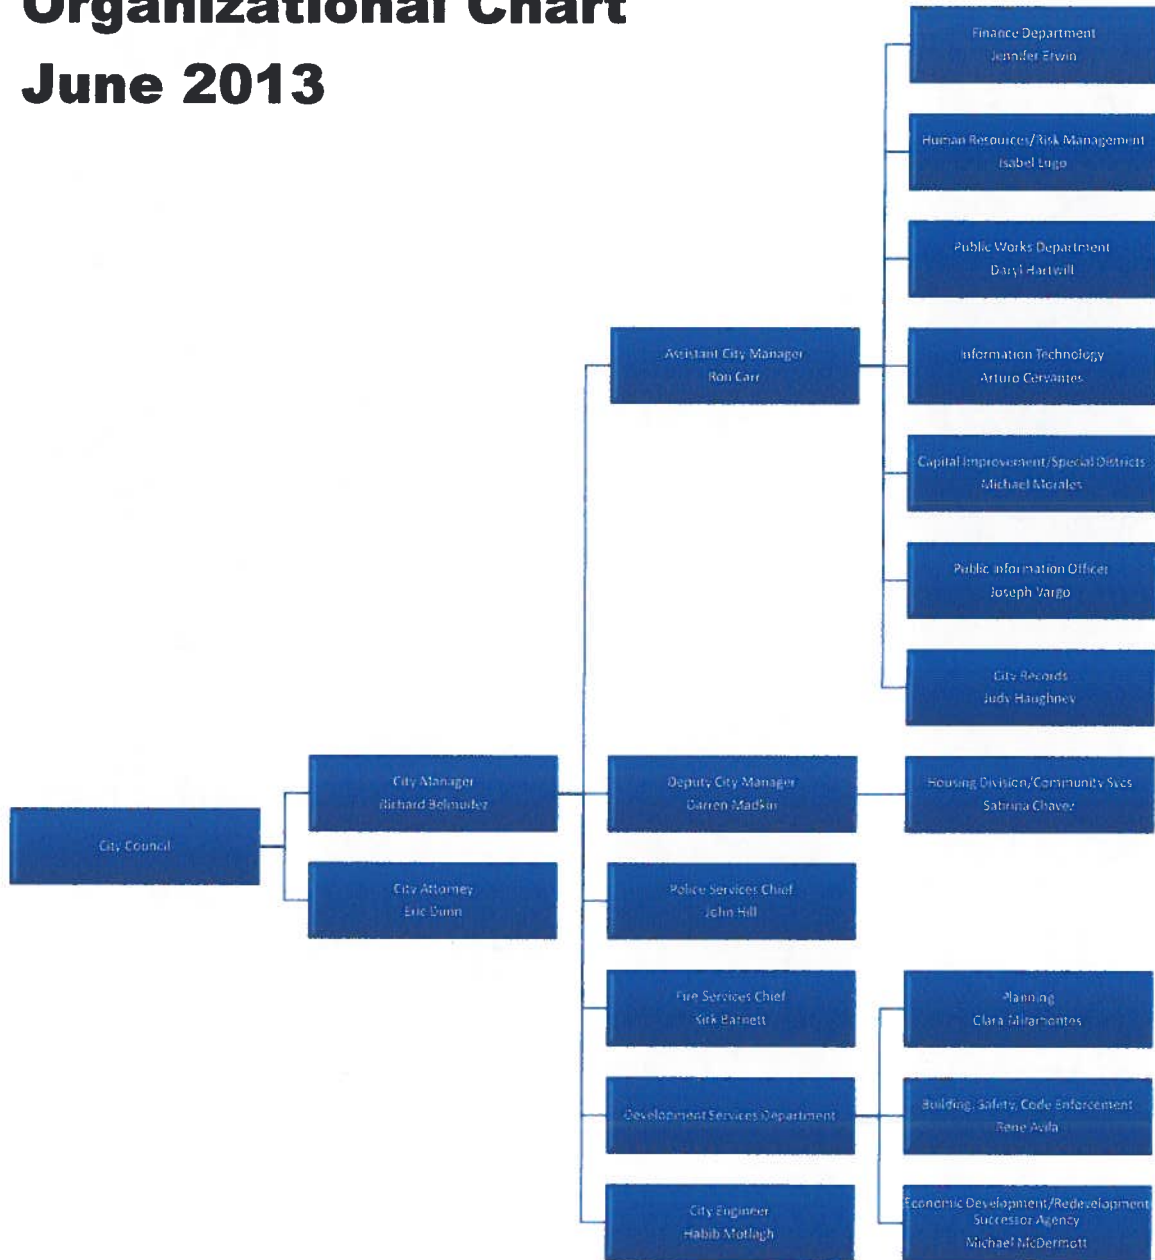 Organizational Chart
June 2013
Finance Department
Jennifer Erwin
Human Resources/Risk Management
Isabel Lugo
Public Works Department
Daryl Hartwill
Assistant City Manager
Ron Carr
Information Technology
Arturo Cervantes
Capital Improvement/Special Districts
Michael Morales
Public Information Officer
Joseph Vargo
City Records
Judy Haughney
City Manager
Richard Belmudez
Deputy City Manager
Darren Madkin
Housing Division/Community Svcs
Sabrina Chavez
City Council
City Attorney
Eric Dunn
Police Services Chief
John Hill
Fire Services Chief
Kirk Barnett
Planning
Clara Miramontes
Development Services Department
Building, Safety, Code Enforcement
Rene Avila
City Engineer
Habib Motlagh
Economic Development/Redevelopment
Successor Agency
Michael McDermott